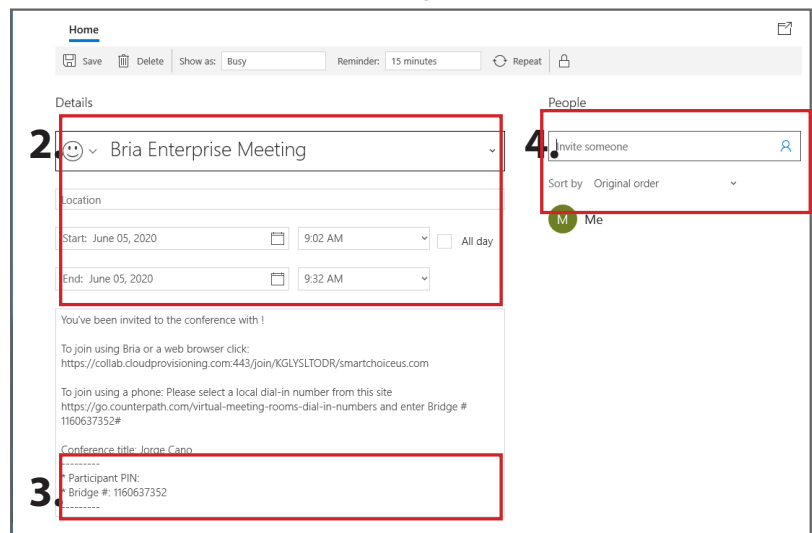 Home
Save Delete Show as: Busy Reminder: 15 minutes Repeat
Details
People
2. Bria Enterprise Meeting
4. Invite someone
Location
Sort by Original order
Start: June 05, 2020 9:02 AM All day
M Me
End: June 05, 2020 9:32 AM
You've been invited to the conference with !
To join using Bria or a web browser click:
https://collab.cloudprovisioning.com:443/join/KGLYSLTODR/smartchoiceus.com
To join using a phone: Please select a local dial-in number from this site
https://go.counterpath.com/virtual-meeting-rooms-dial-in-numbers and enter Bridge #
1160637352#
Conference title: Jorge Cano
---------
* Participant PIN:
3. * Bridge #: 1160637352
---------